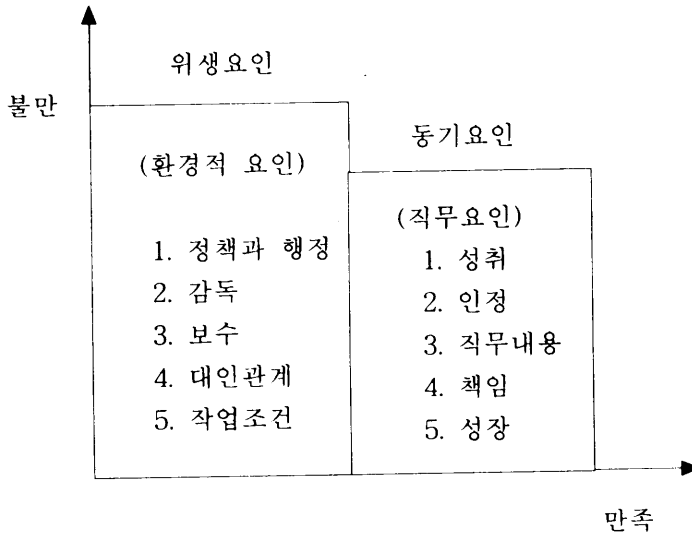 위생요인
불만
동기요인
(환경적 요인)
1. 정책과 행정
2. 감독
3. 보수
4. 대인관계
5. 작업조건
(직무요인)
1. 성취
2. 인정
3. 직무내용
4. 책임
5. 성장
만족